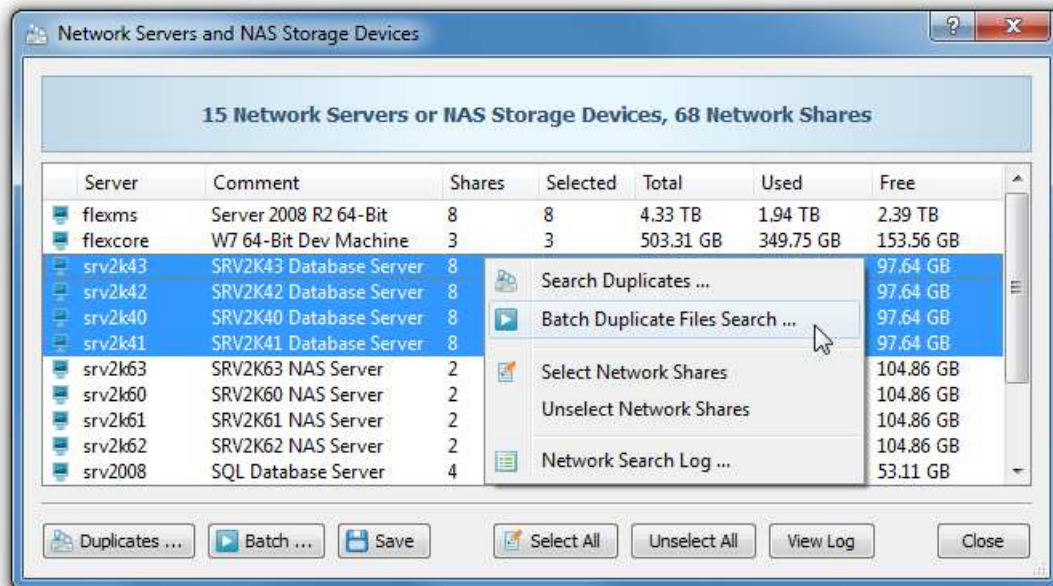 Network Servers and NAS Storage Devices
15 Network Servers or NAS Storage Devices, 68 Network Shares
Server Comment Shares Selected Total Used Free
flexms Server 2008 R2 64-Bit 8 8 4.33 TB 1.94 TB 2.39 TB
flexcore W7 64-Bit Dev Machine 3 3 503.31 GB 349.75 GB 153.56 GB
srv2k43 SRV2K43 Database Server 8 97.64 GB
srv2k42 SRV2K42 Database Server 8 97.64 GB
srv2k40 SRV2K40 Database Server 8 97.64 GB
srv2k41 SRV2K41 Database Server 8 97.64 GB
srv2k63 SRV2K63 NAS Server 2 104.86 GB
srv2k60 SRV2K60 NAS Server 2 104.86 GB
srv2k61 SRV2K61 NAS Server 2 104.86 GB
srv2k62 SRV2K62 NAS Server 2 104.86 GB
srv2008 SQL Database Server 4 53.11 GB
Search Duplicates ...
Batch Duplicate Files Search ...
Select Network Shares
Unselect Network Shares
Network Search Log ...
Duplicates ... Batch ... Save Select All Unselect All View Log Close